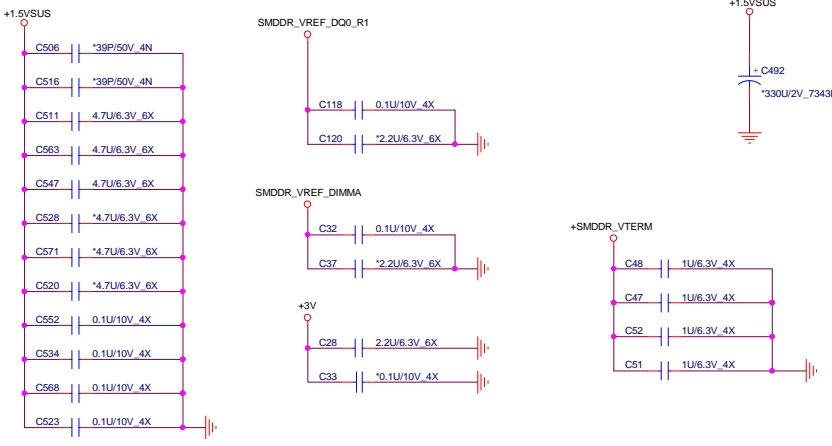 +1.5VSUS
C506 *39P/50V_4N
C516 *39P/50V_4N
C511 4.7U/6.3V_6X
C563 4.7U/6.3V_6X
C547 4.7U/6.3V_6X
C528 *4.7U/6.3V_6X
C571 *4.7U/6.3V_6X
C520 *4.7U/6.3V_6X
C552 0.1U/10V_4X
C534 0.1U/10V_4X
C568 0.1U/10V_4X
C523 0.1U/10V_4X
SMDDR_VREF_DQ0_R1
C118 0.1U/10V_4X
C120 *2.2U/6.3V_6X
SMDDR_VREF_DIMMA
C32 0.1U/10V_4X
C37 *2.2U/6.3V_6X
+3V
C28 2.2U/6.3V_6X
C33 *0.1U/10V_4X
+1.5VSUS
+ C492
*330U/2V_7343
+SMDDR_VTERM
C48 1U/6.3V_4X
C47 1U/6.3V_4X
C52 1U/6.3V_4X
C51 1U/6.3V_4X